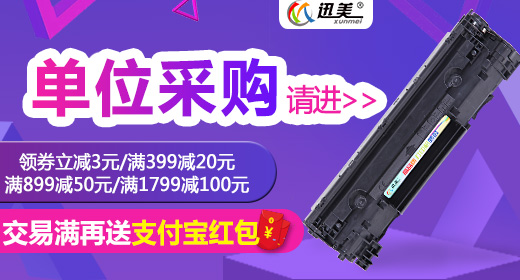 迅美®
xunmei
单位采购 请进>>
领券立减3元/满399减20元
满899减50元/满1799减100元
交易满再送支付宝红包
¥